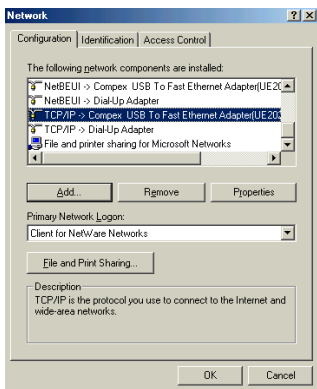 Network
Configuration Identification Access Control
The following network components are installed:
NetBEUI -> Compex USB To Fast Ethernet Adapter(UE20
NetBEUI -> Dial-Up Adapter
TCP/IP -> Compex USB To Fast Ethernet Adapter(UE202
TCP/IP -> Dial-Up Adapter
File and printer sharing for Microsoft Networks
Add... Remove Properties
Primary Network Logon:
Client for NetWare Networks
File and Print Sharing...
Description
TCP/IP is the protocol you use to connect to the Internet and
wide-area networks.
OK Cancel